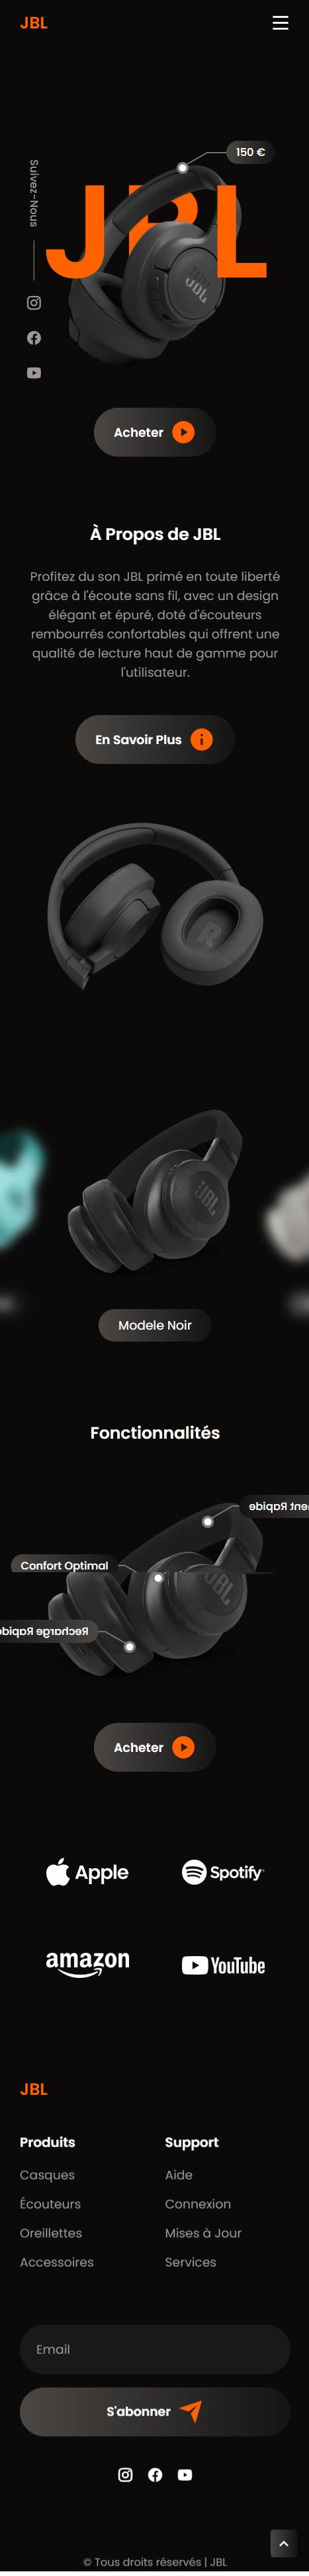 JBL
150 €
Suivez-Nous
JBL
JBL
Acheter
À Propos de JBL
Profitez du son JBL primé en toute liberté
grâce à l'écoute sans fil, avec un design
élégant et épuré, doté d'écouteurs
rembourrés confortables qui offrent une
qualité de lecture haut de gamme pour
l'utilisateur.
En Savoir Plus
R
JBL
Modele Noir
Fonctionnalités
Rapide
Confort Optimal
JBL
Recharge Rapide
Acheter
Apple
Spotify
amazon
YouTube
JBL
Produits
Support
Casques
Aide
Écouteurs
Connexion
Oreillettes
Mises à Jour
Accessoires
Services
Email
S'abonner
© Tous droits réservés | JBL